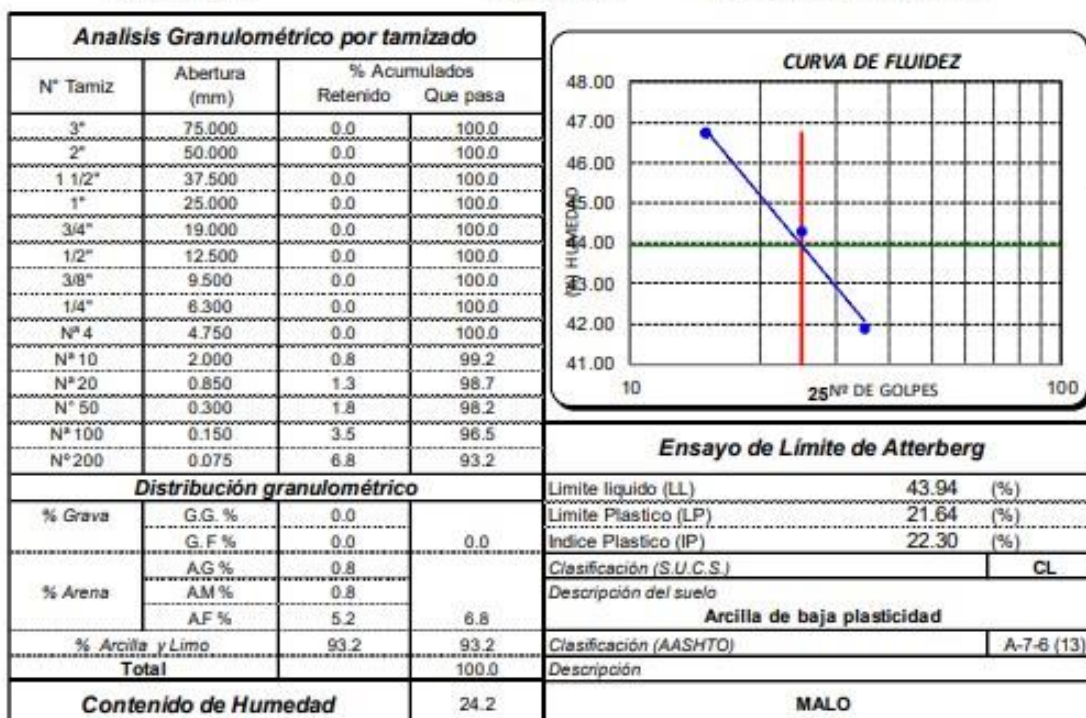 Analisis Granulométrico por tamizado
N° Tamiz Abertura (mm) % Acumulados
Retenido Que pasa
3" 75.000 0.0 100.0
2" 50.000 0.0 100.0
1 1/2" 37.500 0.0 100.0
1" 25.000 0.0 100.0
3/4" 19.000 0.0 100.0
1/2" 12.500 0.0 100.0
3/8" 9.500 0.0 100.0
1/4" 6.300 0.0 100.0
Nª 4 4.750 0.0 100.0
Nª 10 2.000 0.8 99.2
Nª 20 0.850 1.3 98.7
N° 50 0.300 1.8 98.2
Nª 100 0.150 3.5 96.5
Nº 200 0.075 6.8 93.2
Distribución granulométrico
% Grava G.G. % 0.0
G. F % 0.0 0.0
% Arena A.G % 0.8
A.M % 0.8
A.F % 5.2 6.8
% Arcilla y Limo 93.2 93.2
Total 100.0
Contenido de Humedad 24.2
CURVA DE FLUIDEZ
48.00
47.00
46.00
45.00
44.00
43.00
42.00
41.00
(%) HUMEDAD
10 25 Nº DE GOLPES 100
Ensayo de Límite de Atterberg
Limite liquido (LL) 43.94 (%)
Limite Plastico (LP) 21.64 (%)
Indice Plastico (IP) 22.30 (%)
Clasificación (S.U.C.S.) CL
Descripción del suelo
Arcilla de baja plasticidad
Clasificación (AASHTO) A-7-6 (13)
Descripción
MALO